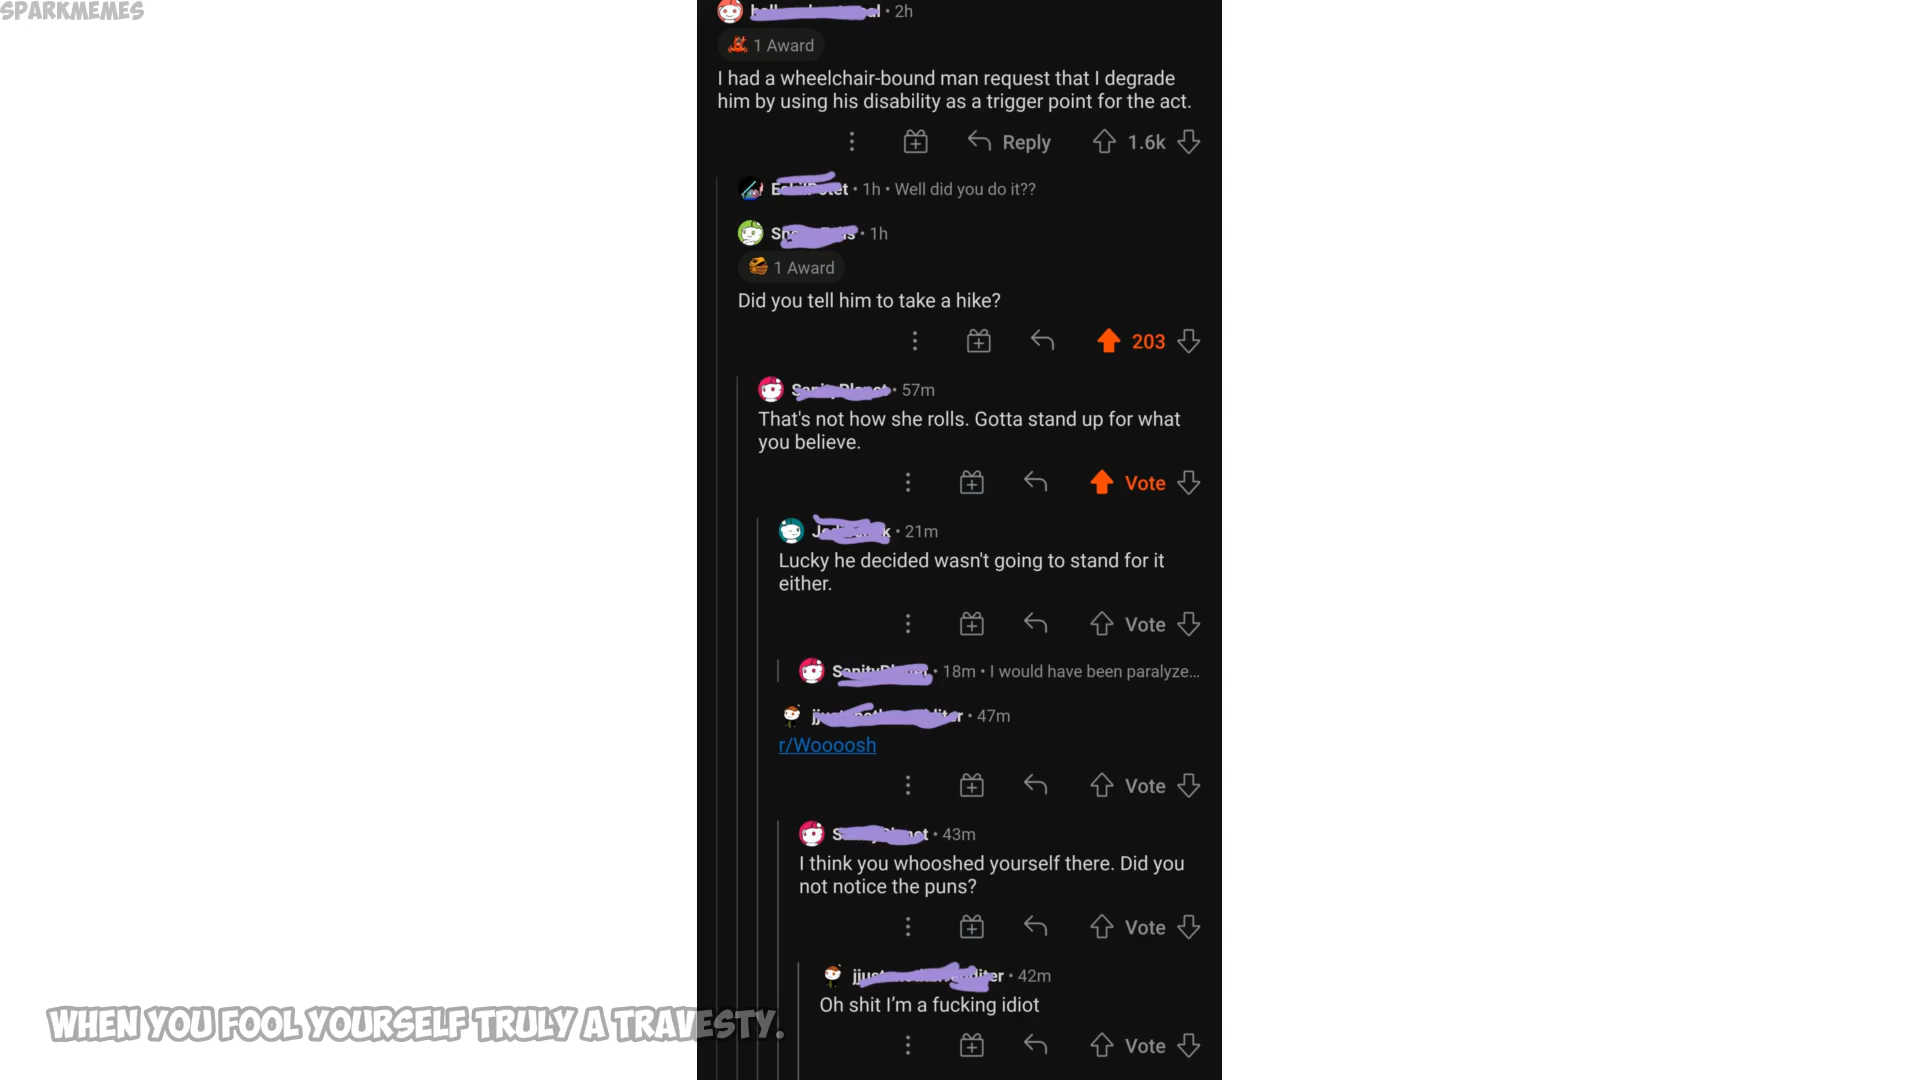 SPARKMEMES
• 2h
1 Award
I had a wheelchair-bound man request that I degrade
him by using his disability as a trigger point for the act.
Reply 1.6k
• 1h • Well did you do it??
• 1h
1 Award
Did you tell him to take a hike?
203
• 57m
That's not how she rolls. Gotta stand up for what
you believe.
Vote
• 21m
Lucky he decided wasn't going to stand for it
either.
Vote
• 18m • I would have been paralyze...
• 47m
r/Woooosh
Vote
• 43m
I think you whooshed yourself there. Did you
not notice the puns?
Vote
• 42m
Oh shit I’m a fucking idiot
Vote
WHEN YOU FOOL YOURSELF TRULY A TRAVESTY.